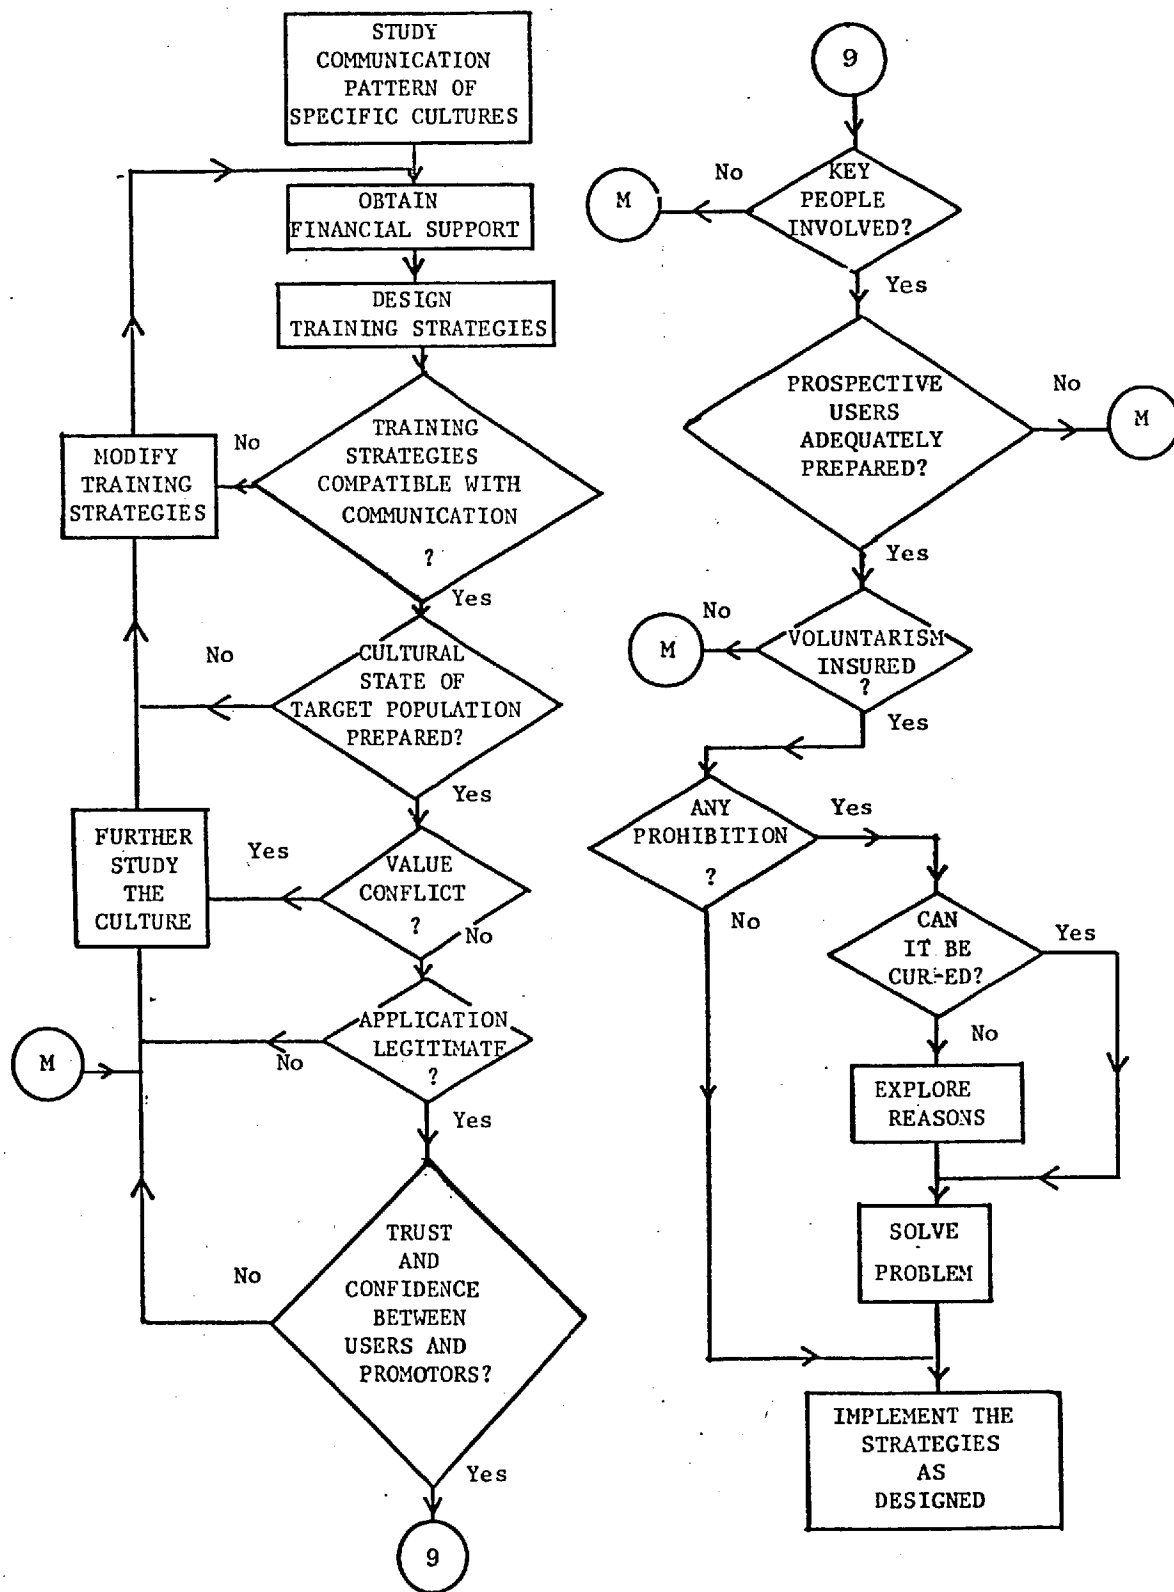 STUDY
COMMUNICATION
PATTERN OF
SPECIFIC CULTURES
OBTAIN
FINANCIAL SUPPORT
DESIGN
TRAINING STRATEGIES
TRAINING
STRATEGIES
COMPATIBLE WITH
COMMUNICATION
?
No
MODIFY
TRAINING
STRATEGIES
Yes
CULTURAL
STATE OF
TARGET POPULATION
PREPARED?
No
Yes
VALUE
CONFLICT
?
Yes
FURTHER
STUDY
THE
CULTURE
No
APPLICATION
LEGITIMATE
?
No
M
Yes
TRUST
AND
CONFIDENCE
BETWEEN
USERS AND
PROMOTORS?
No
Yes
9
9
KEY
PEOPLE
INVOLVED?
No
M
Yes
PROSPECTIVE
USERS
ADEQUATELY
PREPARED?
No
M
Yes
VOLUNTARISM
INSURED
?
No
M
Yes
ANY
PROHIBITION
?
Yes
No
CAN
IT BE
CUR-ED?
Yes
No
EXPLORE
REASONS
SOLVE
PROBLEM
IMPLEMENT THE
STRATEGIES
AS
DESIGNED